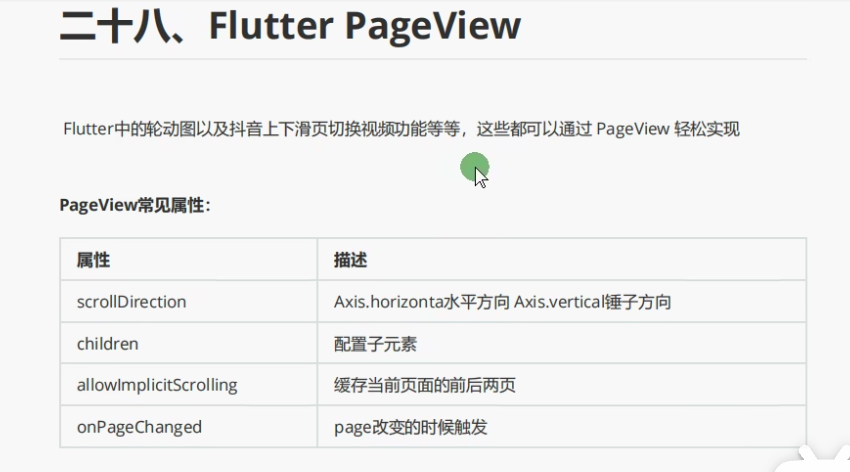 二十八、Flutter PageView
Flutter中的轮动图以及抖音上下滑页切换视频功能等等，这些都可以通过 PageView 轻松实现
PageView常见属性：
属性 描述
scrollDirection Axis.horizonta水平方向 Axis.vertical锤子方向
children 配置子元素
allowImplicitScrolling 缓存当前页面的前后两页
onPageChanged page改变的时候触发